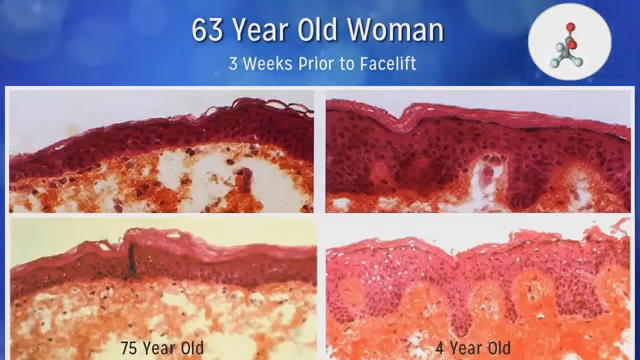 63 Year Old Woman
3 Weeks Prior to Facelift
75 Year Old
4 Year Old